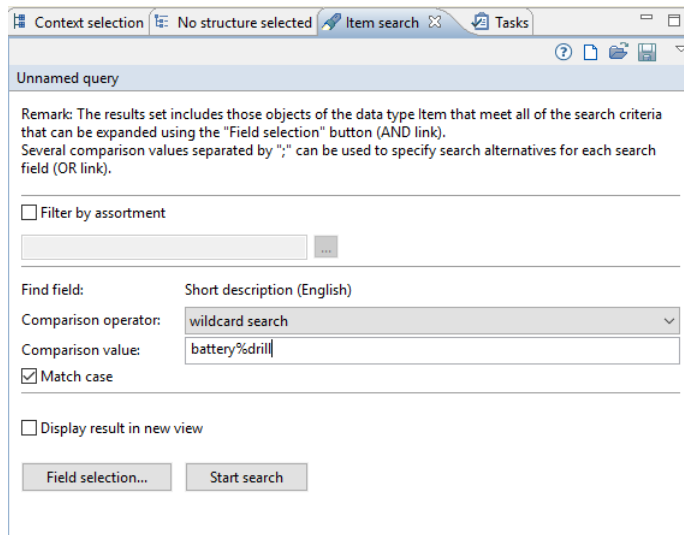 Context selection No structure selected Item search Tasks
Unnamed query
Remark: The results set includes those objects of the data type Item that meet all of the search criteria
that can be expanded using the "Field selection" button (AND link).
Several comparison values separated by ";" can be used to specify search alternatives for each search
field (OR link).
Filter by assortment
...
Find field: Short description (English)
Comparison operator: wildcard search
Comparison value: battery%drill
Match case
Display result in new view
Field selection... Start search